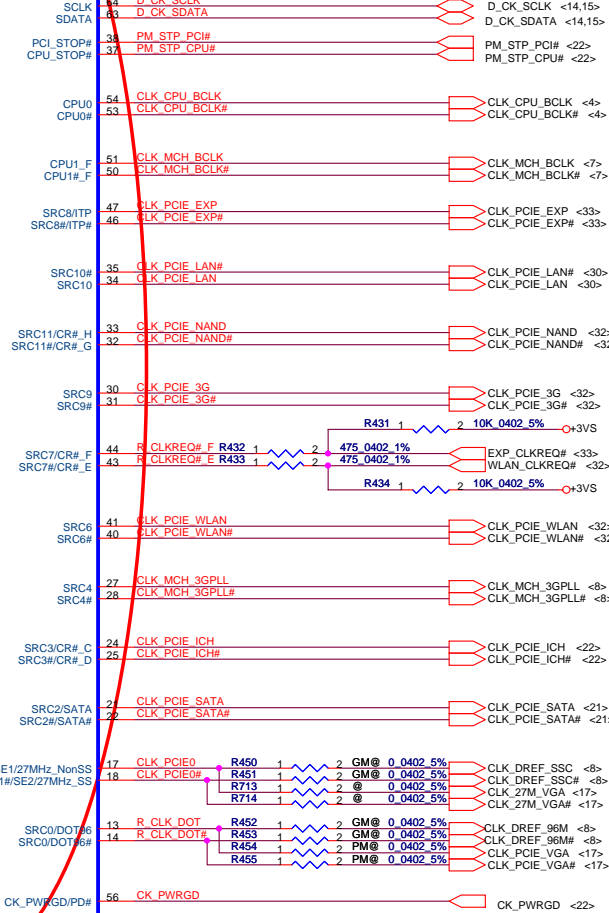 SCLK 64 D_CK_SCLK D_CK_SCLK <14,15>
SDATA 63 D_CK_SDATA D_CK_SDATA <14,15>
PCI_STOP# 38 PM_STP_PCI# PM_STP_PCI# <22>
CPU_STOP# 37 PM_STP_CPU# PM_STP_CPU# <22>
CPU0 54 CLK_CPU_BCLK CLK_CPU_BCLK <4>
CPU0# 53 CLK_CPU_BCLK# CLK_CPU_BCLK# <4>
CPU1_F 51 CLK_MCH_BCLK CLK_MCH_BCLK <7>
CPU1#_F 50 CLK_MCH_BCLK# CLK_MCH_BCLK# <7>
SRC8/ITP 47 CLK_PCIE_EXP CLK_PCIE_EXP <33>
SRC8#/ITP# 46 CLK_PCIE_EXP# CLK_PCIE_EXP# <33>
SRC10# 35 CLK_PCIE_LAN# CLK_PCIE_LAN# <30>
SRC10 34 CLK_PCIE_LAN CLK_PCIE_LAN <30>
SRC11/CR#_H 33 CLK_PCIE_NAND CLK_PCIE_NAND <32>
SRC11#/CR#_G 32 CLK_PCIE_NAND# CLK_PCIE_NAND# <32
SRC9 30 CLK_PCIE_3G CLK_PCIE_3G <32>
SRC9# 31 CLK_PCIE_3G# CLK_PCIE_3G# <32>
R431 1 2 10K_0402_5% +3VS
SRC7/CR#_F 44 R_CLKREQ#_F R432 1 2 475_0402_1% EXP_CLKREQ# <33>
SRC7#/CR#_E 43 R_CLKREQ#_E R433 1 2 475_0402_1% WLAN_CLKREQ# <32>
R434 1 2 10K_0402_5% +3VS
SRC6 41 CLK_PCIE_WLAN CLK_PCIE_WLAN <32>
SRC6# 40 CLK_PCIE_WLAN# CLK_PCIE_WLAN# <32
SRC4 27 CLK_MCH_3GPLL CLK_MCH_3GPLL <8>
SRC4# 28 CLK_MCH_3GPLL# CLK_MCH_3GPLL# <8>
SRC3/CR#_C 24 CLK_PCIE_ICH CLK_PCIE_ICH <22>
SRC3#/CR#_D 25 CLK_PCIE_ICH# CLK_PCIE_ICH# <22>
SRC2/SATA 21 CLK_PCIE_SATA CLK_PCIE_SATA <21>
SRC2#/SATA# 22 CLK_PCIE_SATA# CLK_PCIE_SATA# <21
E1/27MHz_NonSS 17 CLK_PCIE0 R450 1 2 GM@ 0_0402_5% CLK_DREF_SSC <8>
1#/SE2/27MHz_SS 18 CLK_PCIE0# R451 1 2 GM@ 0_0402_5% CLK_DREF_SSC# <8>
R713 1 2 @ 0_0402_5% CLK_27M_VGA <17>
R714 1 2 @ 0_0402_5% CLK_27M_VGA# <17>
SRC0/DOT96 13 R_CLK_DOT R452 1 2 GM@ 0_0402_5% CLK_DREF_96M <8>
SRC0/DOT96# 14 R_CLK_DOT# R453 1 2 GM@ 0_0402_5% CLK_DREF_96M# <8>
R454 1 2 PM@ 0_0402_5% CLK_PCIE_VGA <17>
R455 1 2 PM@ 0_0402_5% CLK_PCIE_VGA# <17>
CK_PWRGD/PD# 56 CK_PWRGD CK_PWRGD <22>